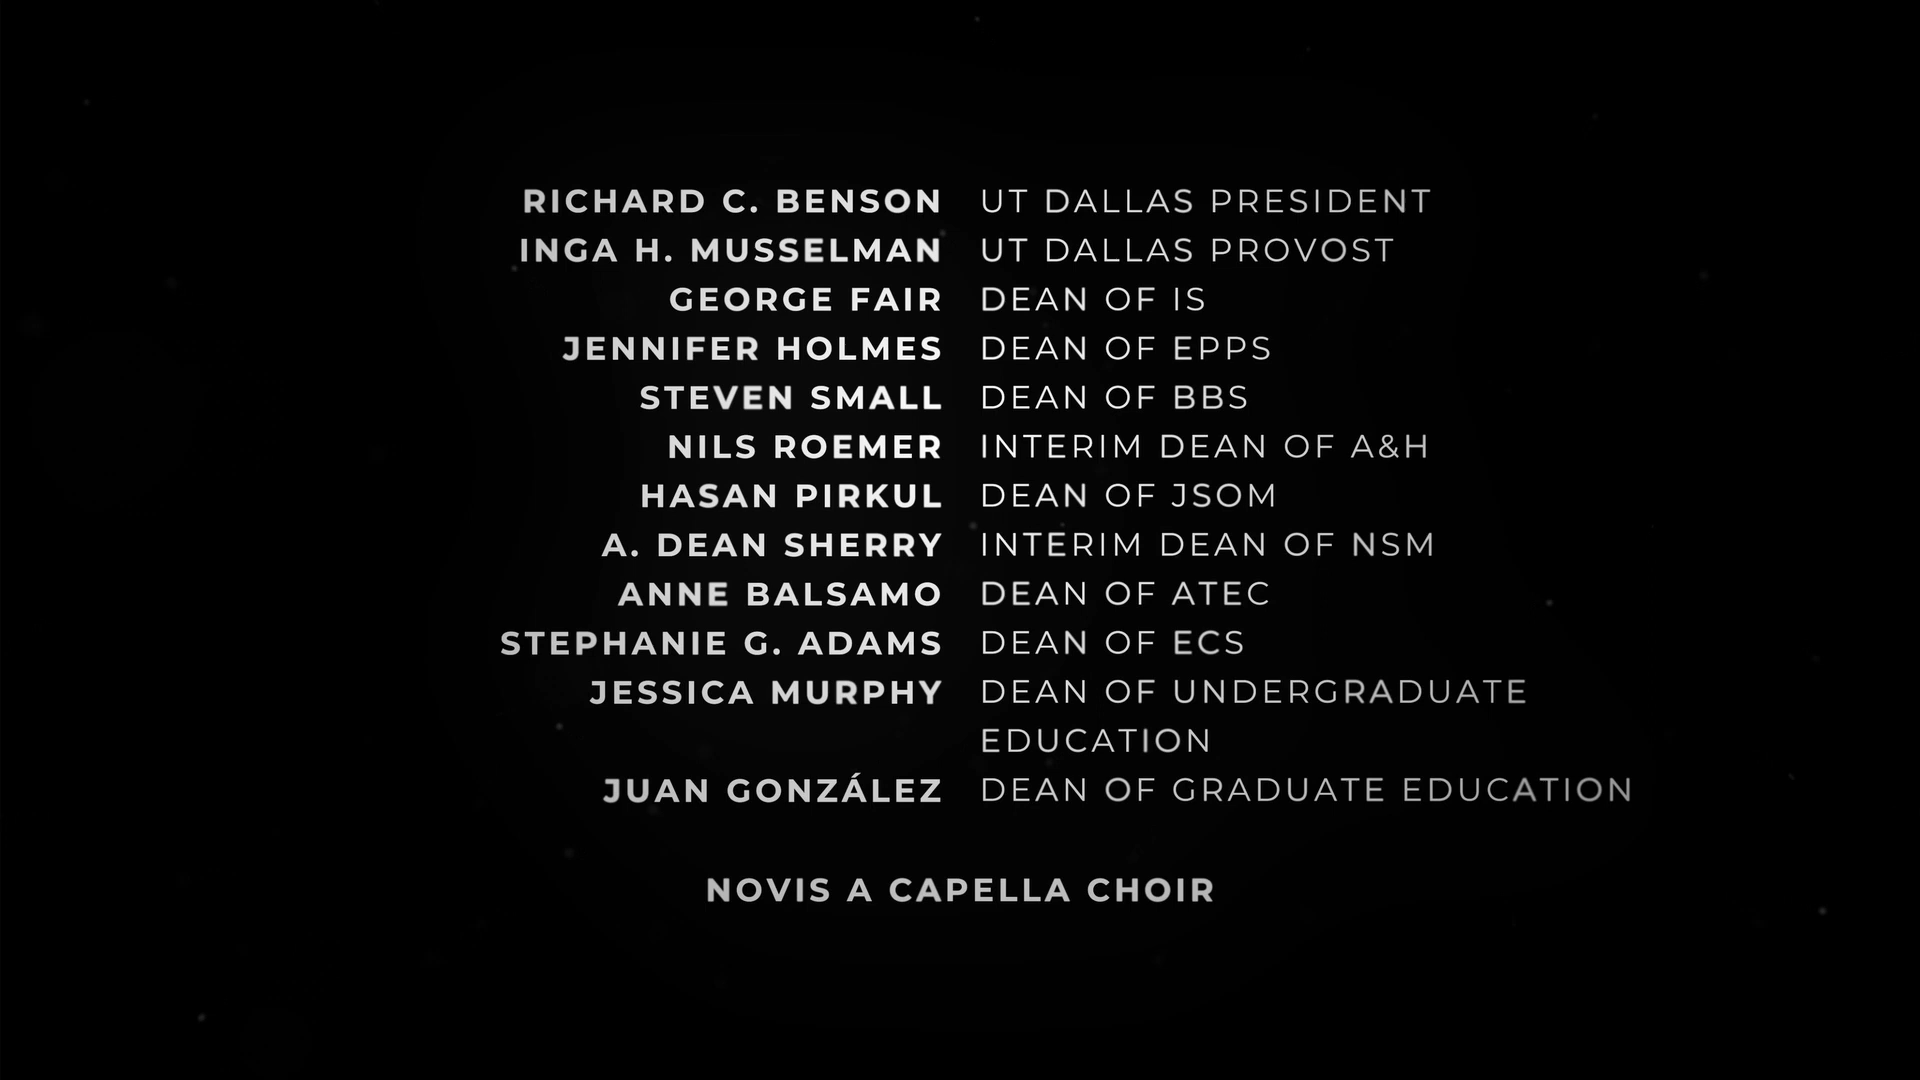 RICHARD C. BENSON UT DALLAS PRESIDENT
INGA H. MUSSELMAN UT DALLAS PROVOST
GEORGE FAIR DEAN OF IS
JENNIFER HOLMES DEAN OF EPPS
STEVEN SMALL DEAN OF BBS
NILS ROEMER INTERIM DEAN OF A&H
HASAN PIRKUL DEAN OF JSOM
A. DEAN SHERRY INTERIM DEAN OF NSM
ANNE BALSAMO DEAN OF ATEC
STEPHANIE G. ADAMS DEAN OF ECS
JESSICA MURPHY DEAN OF UNDERGRADUATE
EDUCATION
JUAN GONZÁLEZ DEAN OF GRADUATE EDUCATION
NOVIS A CAPELLA CHOIR